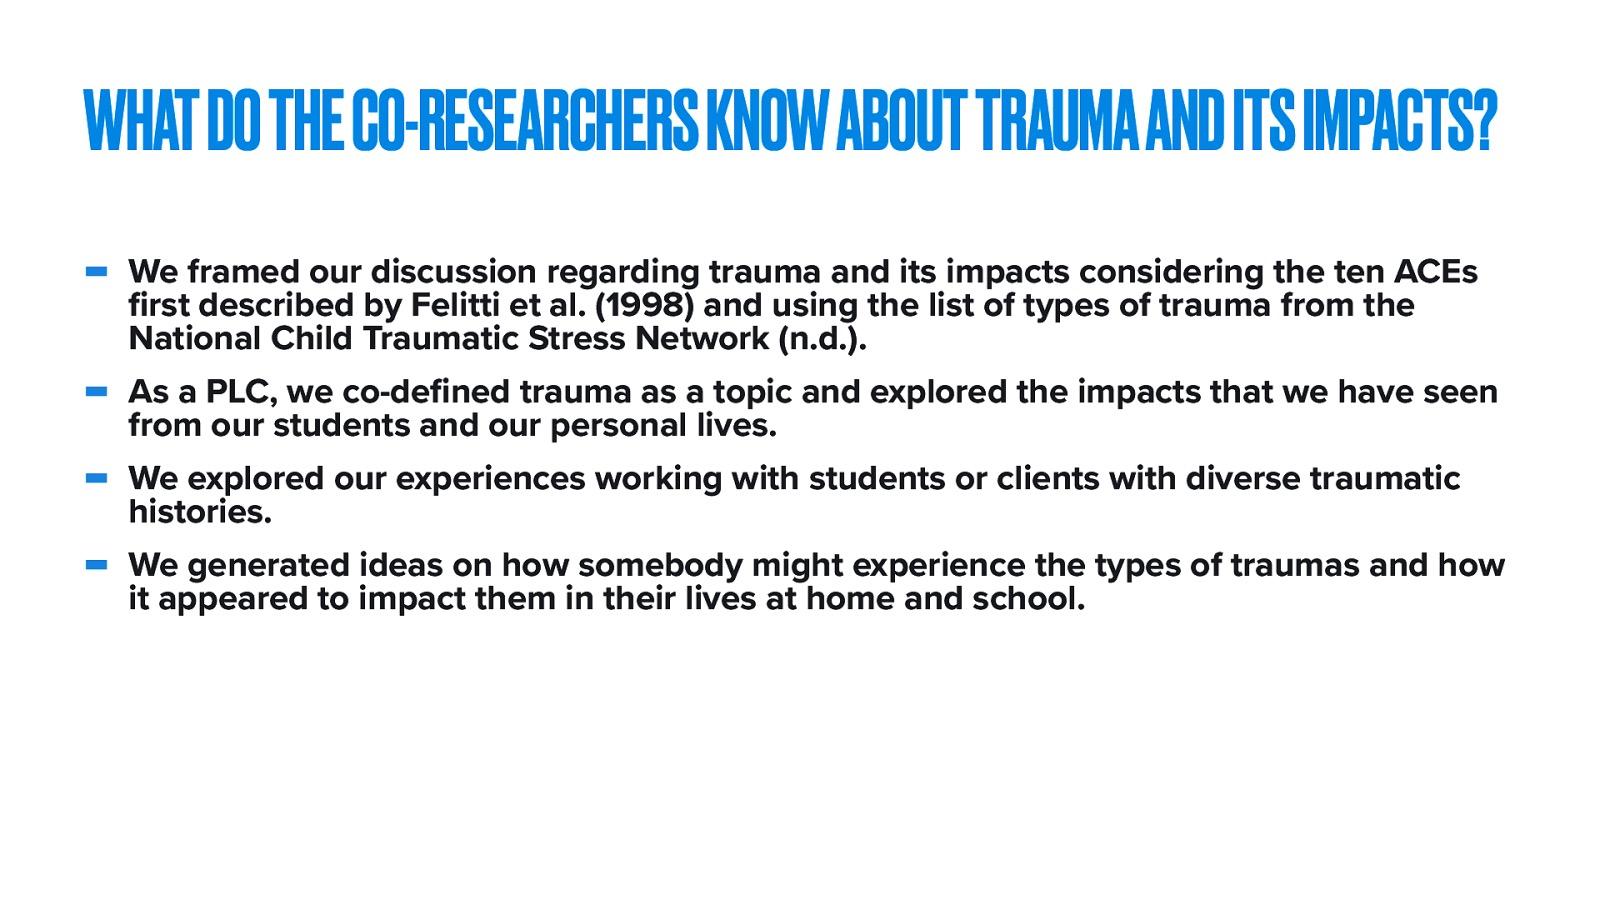 WHAT DO THE CO-RESEARCHERS KNOW ABOUT TRAUMA AND ITS IMPACTS?
- We framed our discussion regarding trauma and its impacts considering the ten ACEs
first described by Felitti et al. (1998) and using the list of types of trauma from the
National Child Traumatic Stress Network (n.d.).
- As a PLC, we co-defined trauma as a topic and explored the impacts that we have seen
from our students and our personal lives.
- We explored our experiences working with students or clients with diverse traumatic
histories.
- We generated ideas on how somebody might experience the types of traumas and how
it appeared to impact them in their lives at home and school.